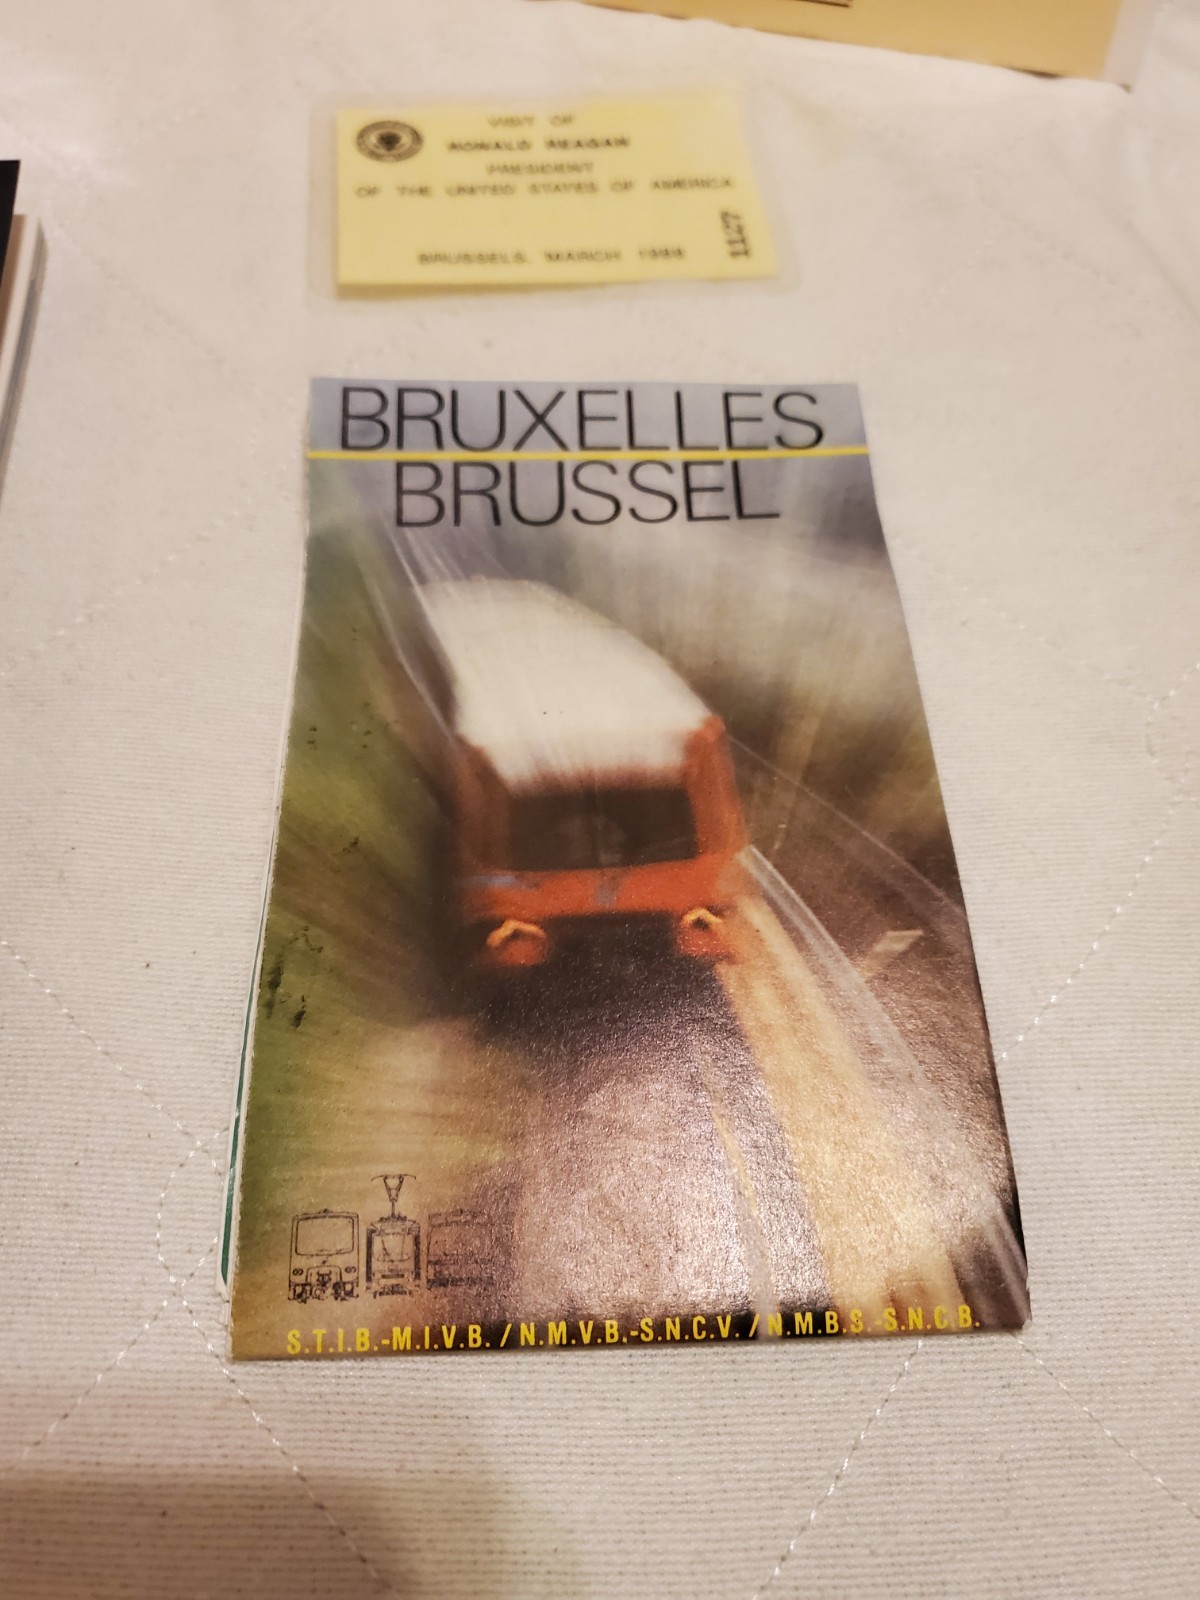 VISIT OF
RONALD REAGAN
PRESIDENT
OF THE UNITED STATES OF AMERICA
BRUSSELS, MARCH 1988
1127
BRUXELLES
BRUSSEL
S.T.I.B.-M.I.V.B. / N.M.V.B.-S.N.C.V. / N.M.B.S.-S.N.C.B.